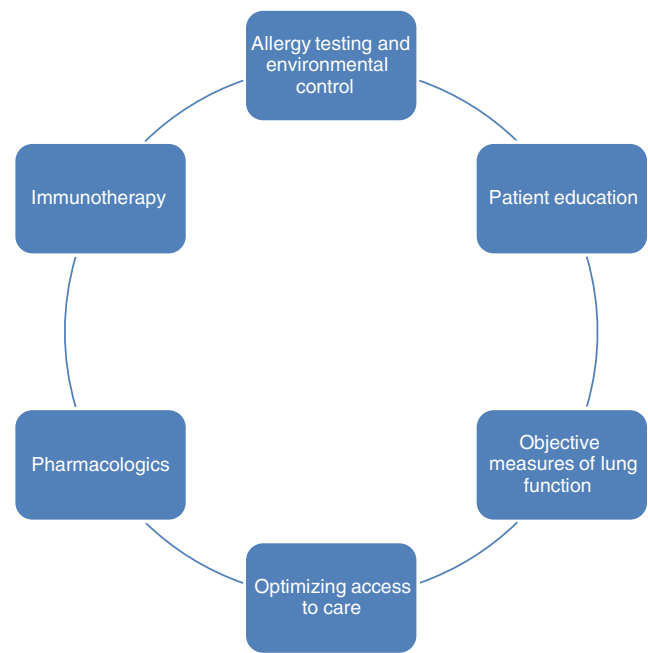 Allergy testing and
environmental
control
Patient education
Objective
measures of lung
function
Optimizing access
to care
Pharmacologics
Immunotherapy